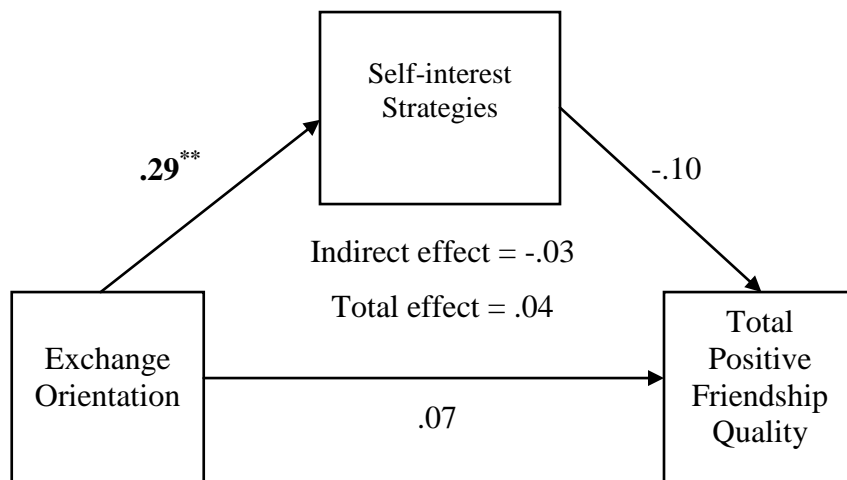 Self-interest
Strategies
.29**
-.10
Indirect effect = -.03
Total effect = .04
Exchange
Orientation
.07
Total
Positive
Friendship
Quality